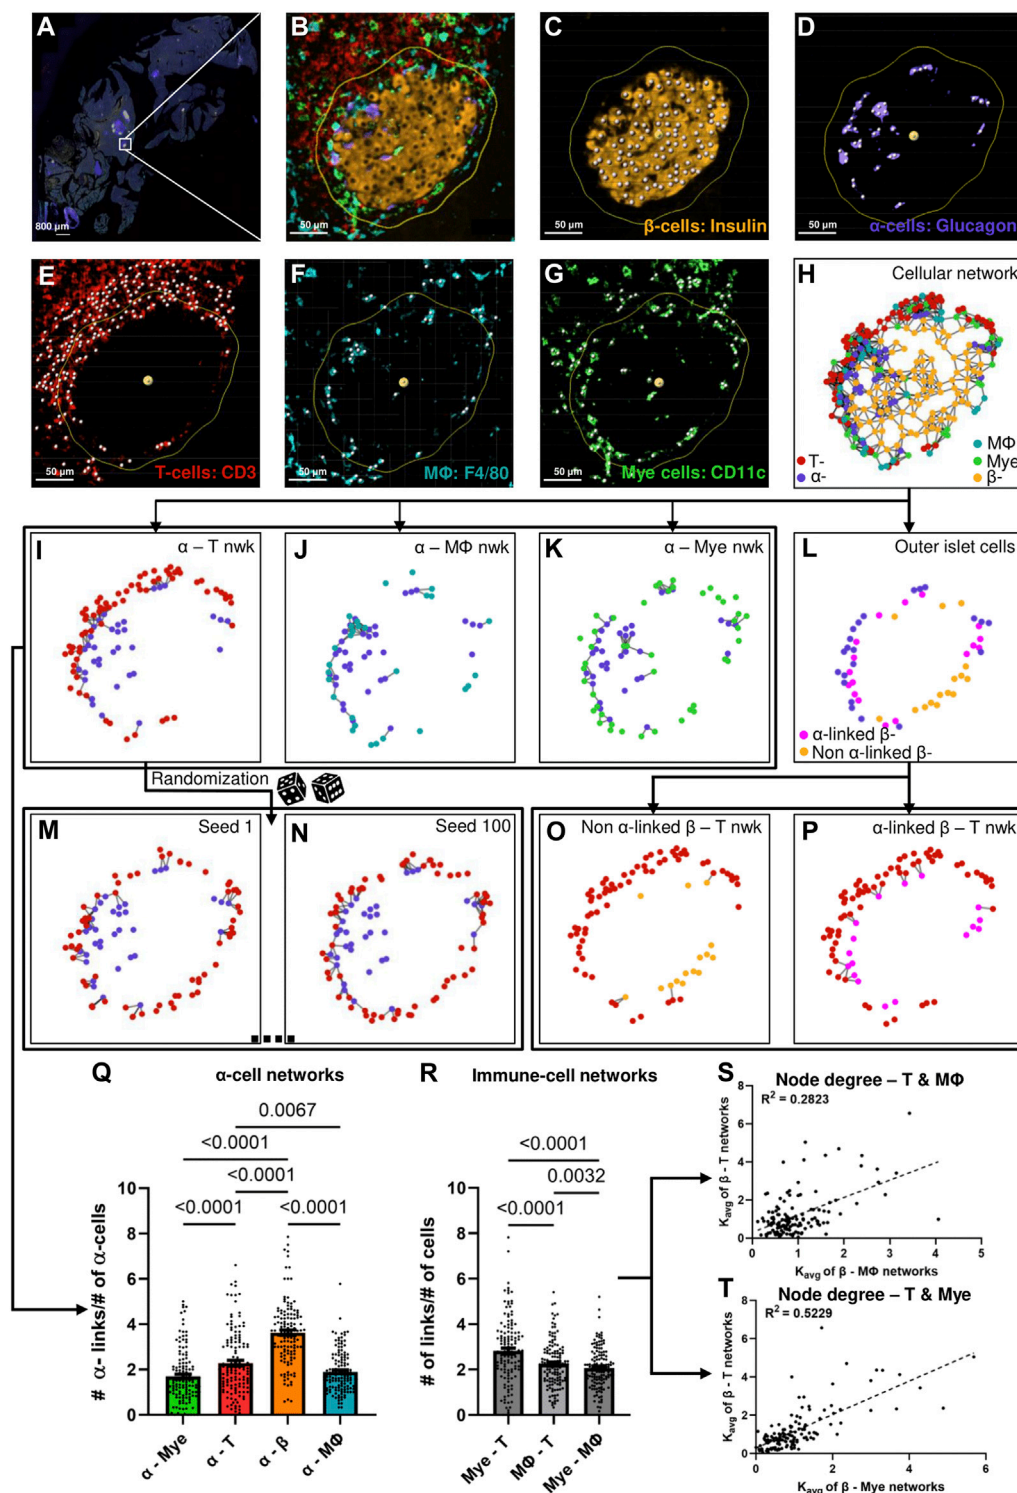 A
800 µm
B
50 µm
C
50 µm
β-cells: Insulin
D
50 µm
α-cells: Glucagon
E
50 µm
T-cells: CD3
F
50 µm
MΦ: F4/80
G
50 µm
Mye cells: CD11c
H
Cellular network
T-
α-
MΦ
Mye
β-
I
α – T nwk
J
α – MΦ nwk
K
α – Mye nwk
L
Outer islet cells
α-linked β-
Non α-linked β-
Randomization
M
Seed 1
N
Seed 100
O
Non α-linked β – T nwk
P
α-linked β – T nwk
Q
α-cell networks
0.0067
<0.0001
<0.0001
<0.0001
<0.0001
# α- links/# of α-cells
10
8
6
4
2
0
α - Mye
α - T
α - β
α - MΦ
R
Immune-cell networks
<0.0001
0.0032
<0.0001
# of links/# of cells
10
8
6
4
2
0
Mye - T
MΦ - T
Mye - MΦ
S
Node degree – T & MΦ
R² = 0.2823
Kavg of β - T networks
8
6
4
2
0
0 1 2 3 4 5
Kavg of β - MΦ networks
T
Node degree – T & Mye
R² = 0.5229
Kavg of β - T networks
8
6
4
2
0
0 2 4 6
Kavg of β - Mye networks